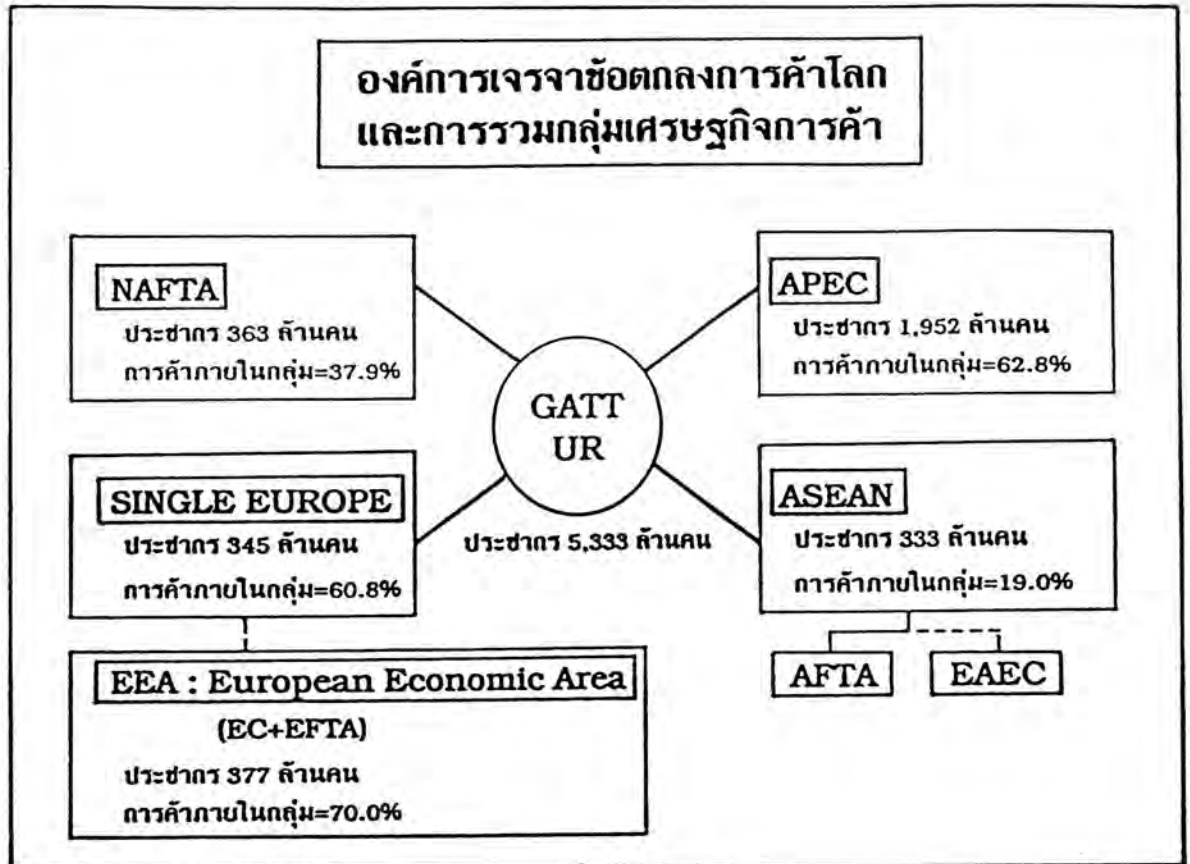 องค์การเจรจาข้อตกลงการค้าโลก
และการรวมกลุ่มเศรษฐกิจการค้า
NAFTA
ประชากร 363 ล้านคน
การค้าภายในกลุ่ม=37.9%
APEC
ประชากร 1,952 ล้านคน
การค้าภายในกลุ่ม=62.8%
GATT
UR
ประชากร 5,333 ล้านคน
SINGLE EUROPE
ประชากร 345 ล้านคน
การค้าภายในกลุ่ม=60.8%
ASEAN
ประชากร 333 ล้านคน
การค้าภายในกลุ่ม=19.0%
AFTA
EAEC
EEA : European Economic Area
(EC+EFTA)
ประชากร 377 ล้านคน
การค้าภายในกลุ่ม=70.0%